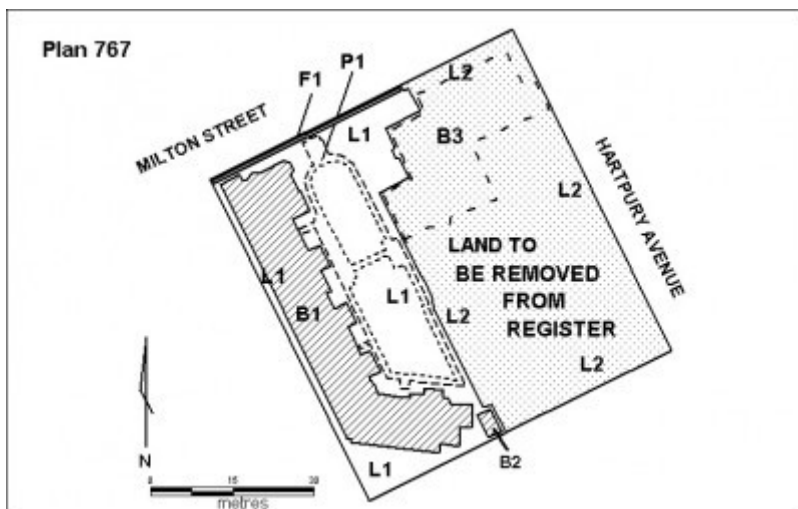 Plan 767
F1
P1
MILTON STREET
L1
L2
B3
HARTPURY AVENUE
L2
LAND TO
BE REMOVED
FROM
REGISTER
L1
B1
L1
L2
L2
L1
B2
N
0 15 30
metres